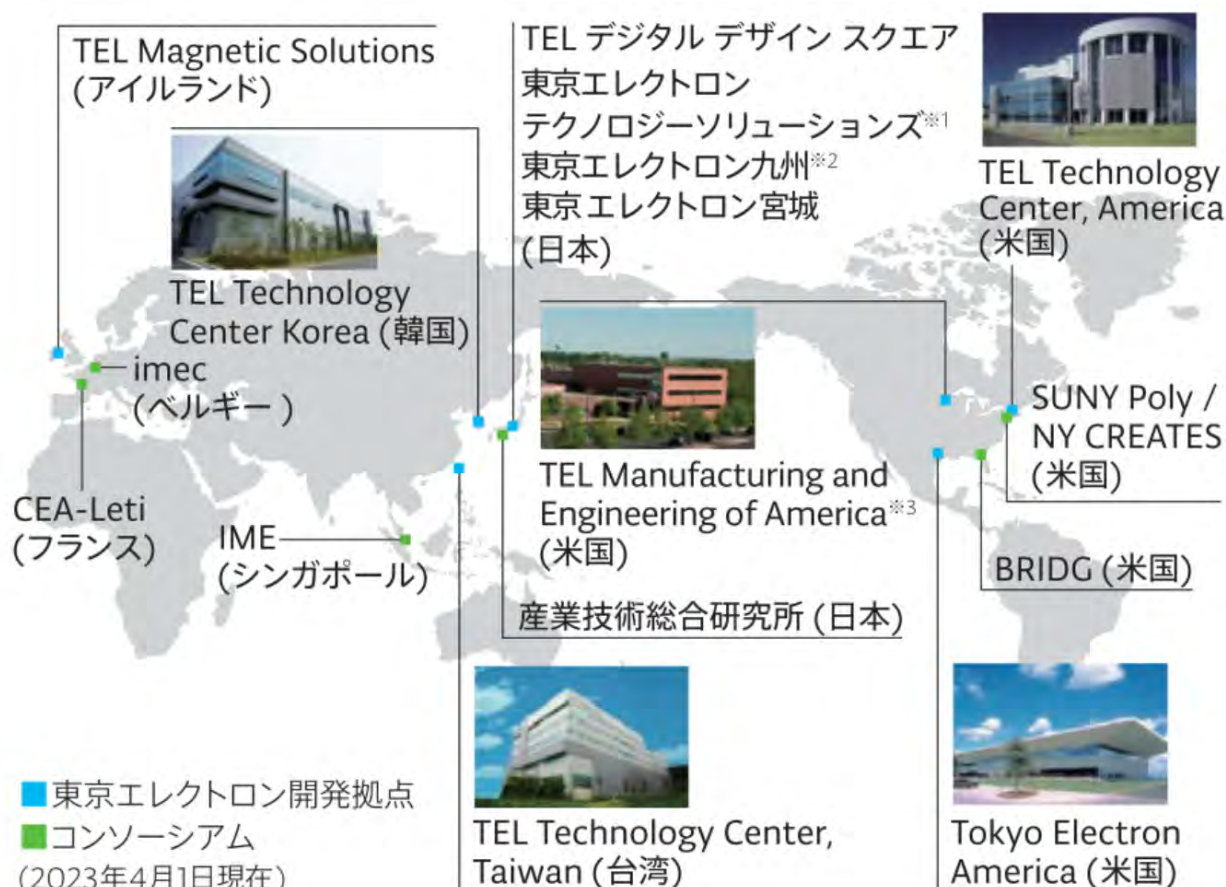 TEL Magnetic Solutions
(アイルランド)
TEL Technology
Center Korea (韓国)
imec
(ベルギー )
CEA-Leti
(フランス)
IME
(シンガポール)
TEL デジタル デザイン スクエア
東京エレクトロン
テクノロジーソリューションズ※1
東京エレクトロン九州※2
東京エレクトロン宮城
(日本)
TEL Manufacturing and
Engineering of America※3
(米国)
産業技術総合研究所 (日本)
TEL Technology
Center, America
(米国)
SUNY Poly /
NY CREATES
(米国)
BRIDG (米国)
TEL Technology Center,
Taiwan (台湾)
Tokyo Electron
America (米国)
東京エレクトロン開発拠点
コンソーシアム
(2023年4月1日現在)